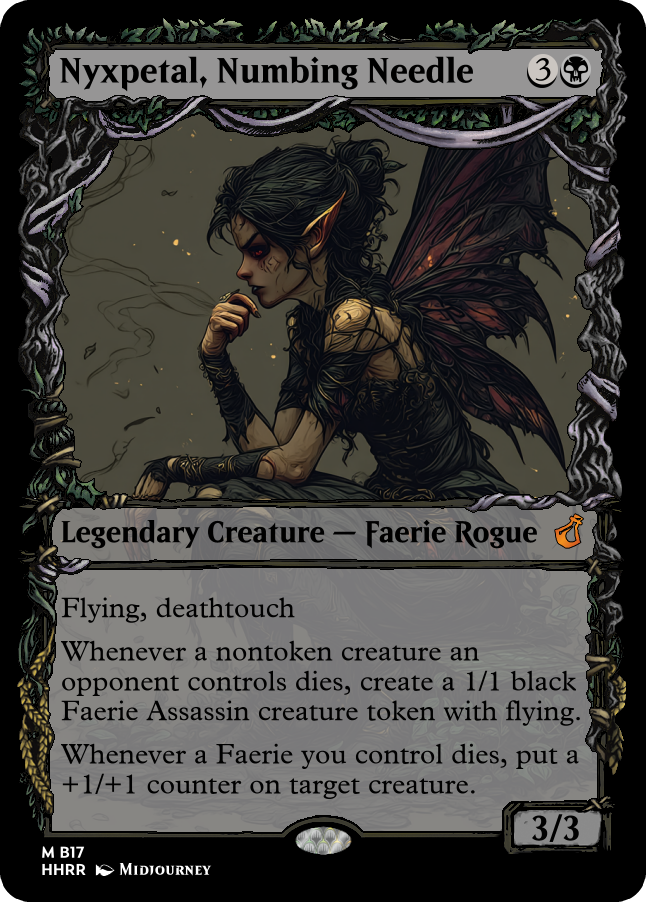 Nyxpetal, Numbing Needle 3
Legendary Creature — Faerie Rogue
Flying, deathtouch
Whenever a nontoken creature an
opponent controls dies, create a 1/1 black
Faerie Assassin creature token with flying.
Whenever a Faerie you control dies, put a
+1/+1 counter on target creature.
3/3
M B17
HHRR Midjourney